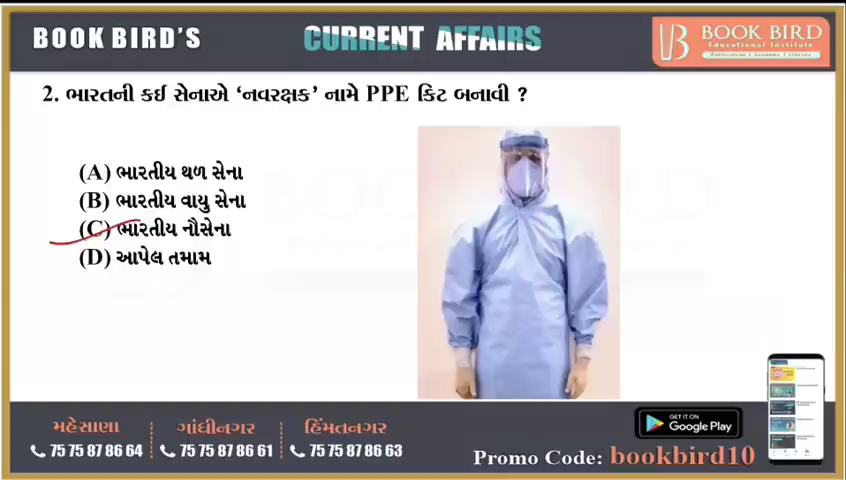 BOOK BIRD'S
CURRENT AFFAIRS
BOOK BIRD
Educational Institute
Publication | Academy | Library
2. ભારતની કઈ સેનાએ ‘નવરક્ષક’ નામે PPE કિટ બનાવી ?
(A) ભારતીય થળ સેના
(B) ભારતીય વાયુ સેના
(C) ભારતીય નૌસેના
(D) આપેલ તમામ
મહેસાણા
75 75 87 86 64
ગાંધીનગર
75 75 87 86 61
હિંમતનગર
75 75 87 86 63
GET IT ON
Google Play
Promo Code: bookbird10